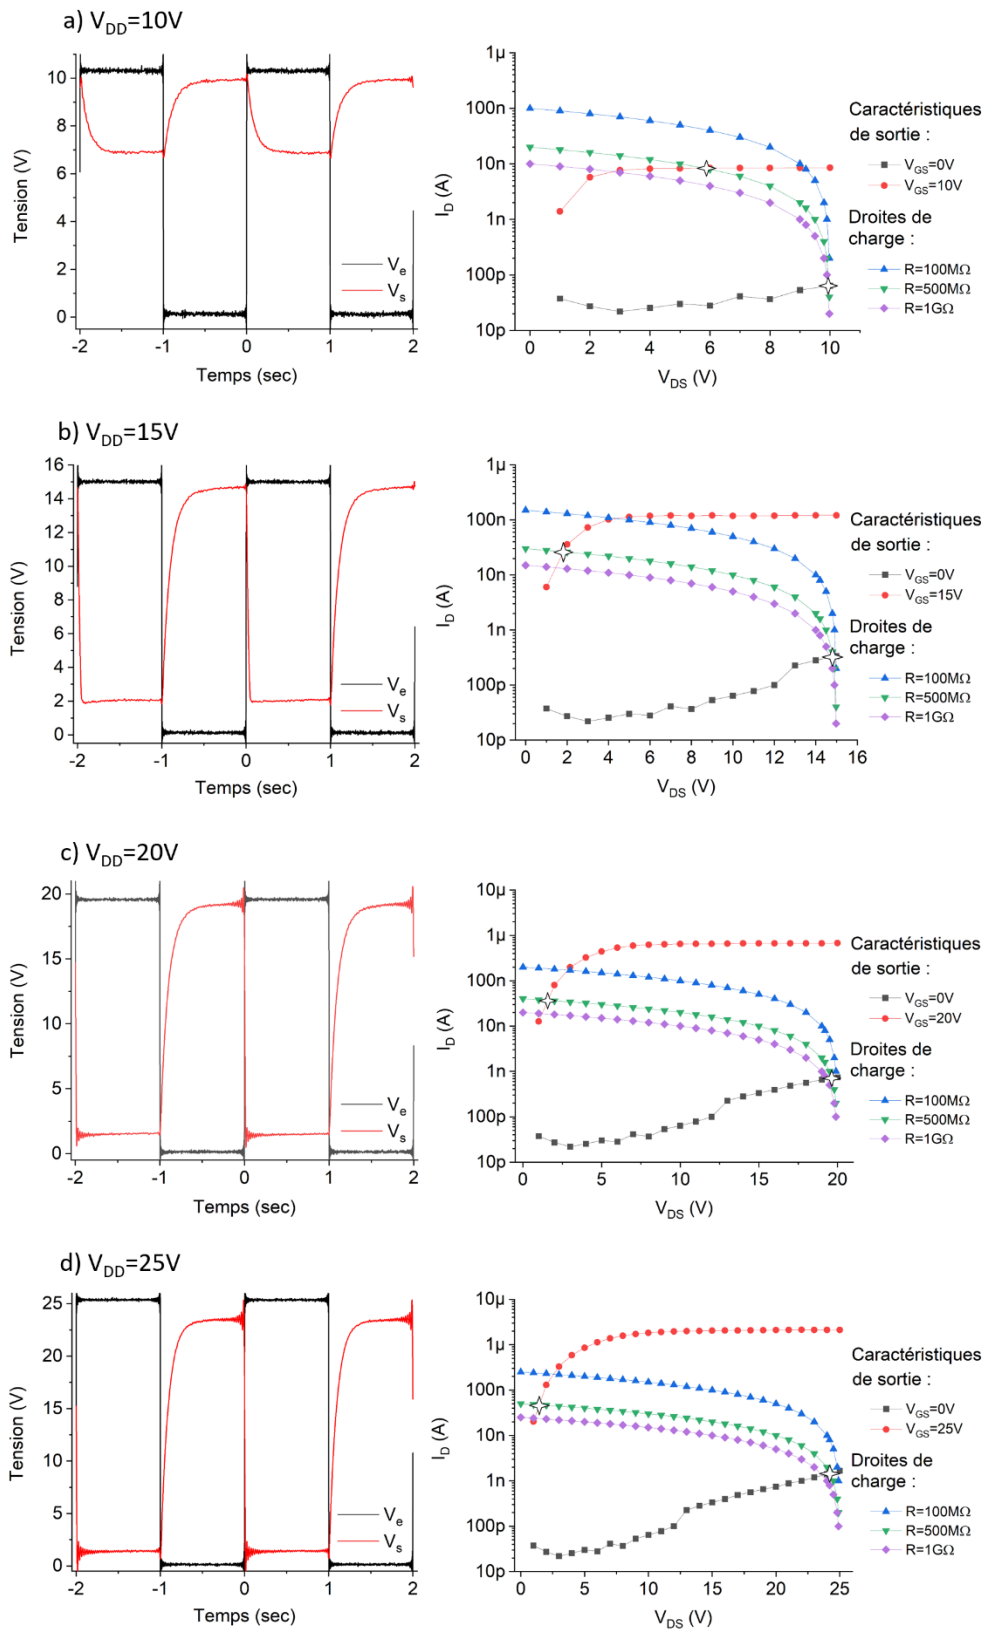 a) V_DD=10V
Tension (V)
10
8
6
4
2
0
-2 -1 0 1 2
Temps (sec)
V_e
V_s
I_D (A)
1µ
100n
10n
1n
100p
10p
0 2 4 6 8 10
V_DS (V)
Caractéristiques
de sortie :
V_GS=0V
V_GS=10V
Droites de
charge :
R=100MΩ
R=500MΩ
R=1GΩ
b) V_DD=15V
Tension (V)
16
14
12
10
8
6
4
2
0
-2 -1 0 1 2
Temps (sec)
V_e
V_s
I_D (A)
1µ
100n
10n
1n
100p
10p
0 2 4 6 8 10 12 14 16
V_DS (V)
Caractéristiques
de sortie :
V_GS=0V
V_GS=15V
Droites de
charge :
R=100MΩ
R=500MΩ
R=1GΩ
c) V_DD=20V
Tension (V)
20
15
10
5
0
-2 -1 0 1 2
Temps (sec)
V_e
V_s
I_D (A)
10µ
1µ
100n
10n
1n
100p
10p
0 5 10 15 20
V_DS (V)
Caractéristiques
de sortie :
V_GS=0V
V_GS=20V
Droites de
charge :
R=100MΩ
R=500MΩ
R=1GΩ
d) V_DD=25V
Tension (V)
25
20
15
10
5
0
-2 -1 0 1 2
Temps (sec)
V_e
V_s
I_D (A)
10µ
1µ
100n
10n
1n
100p
10p
0 5 10 15 20 25
V_DS (V)
Caractéristiques
de sortie :
V_GS=0V
V_GS=25V
Droites de
charge :
R=100MΩ
R=500MΩ
R=1GΩ